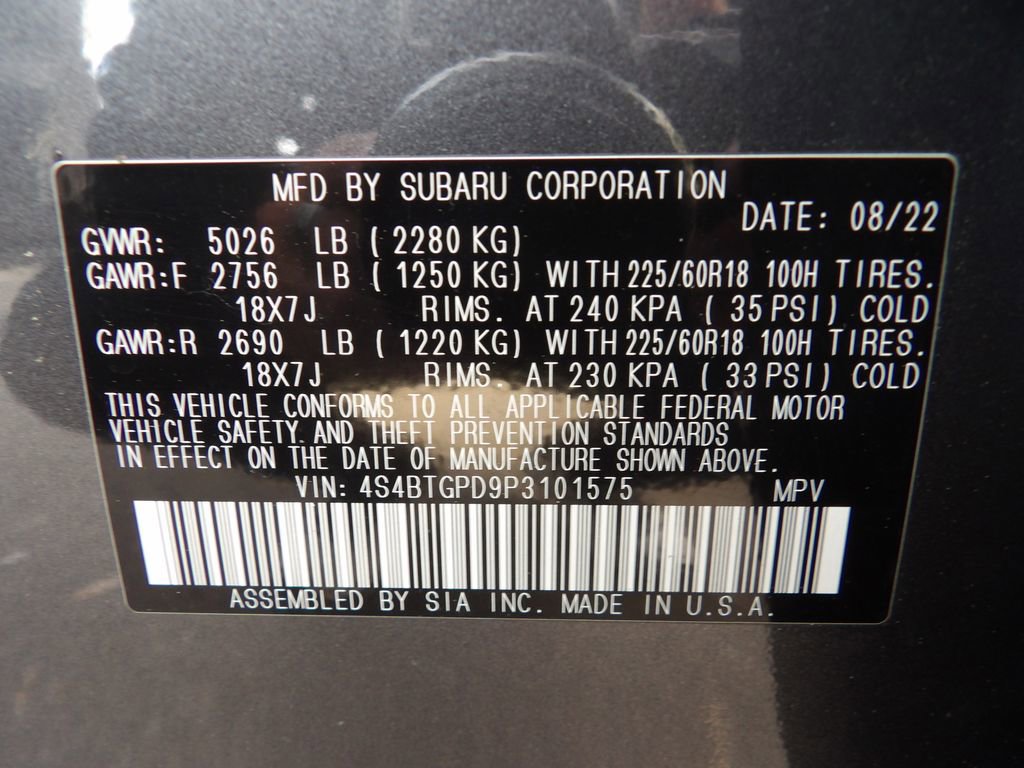 MFD BY SUBARU CORPORATION
DATE: 08/22
GVWR: 5026 LB ( 2280 KG)
GAWR:F 2756 LB ( 1250 KG) WITH 225/60R18 100H TIRES.
18X7J RIMS. AT 240 KPA ( 35 PSI) COLD
GAWR:R 2690 LB ( 1220 KG) WITH 225/60R18 100H TIRES.
18X7J RIMS. AT 230 KPA ( 33 PSI) COLD
THIS VEHICLE CONFORMS TO ALL APPLICABLE FEDERAL MOTOR
VEHICLE SAFETY AND THEFT PREVENTION STANDARDS
IN EFFECT ON THE DATE OF MANUFACTURE SHOWN ABOVE.
VIN: 4S4BTGPD9P3101575 MPV
ASSEMBLED BY SIA INC. MADE IN U.S.A.